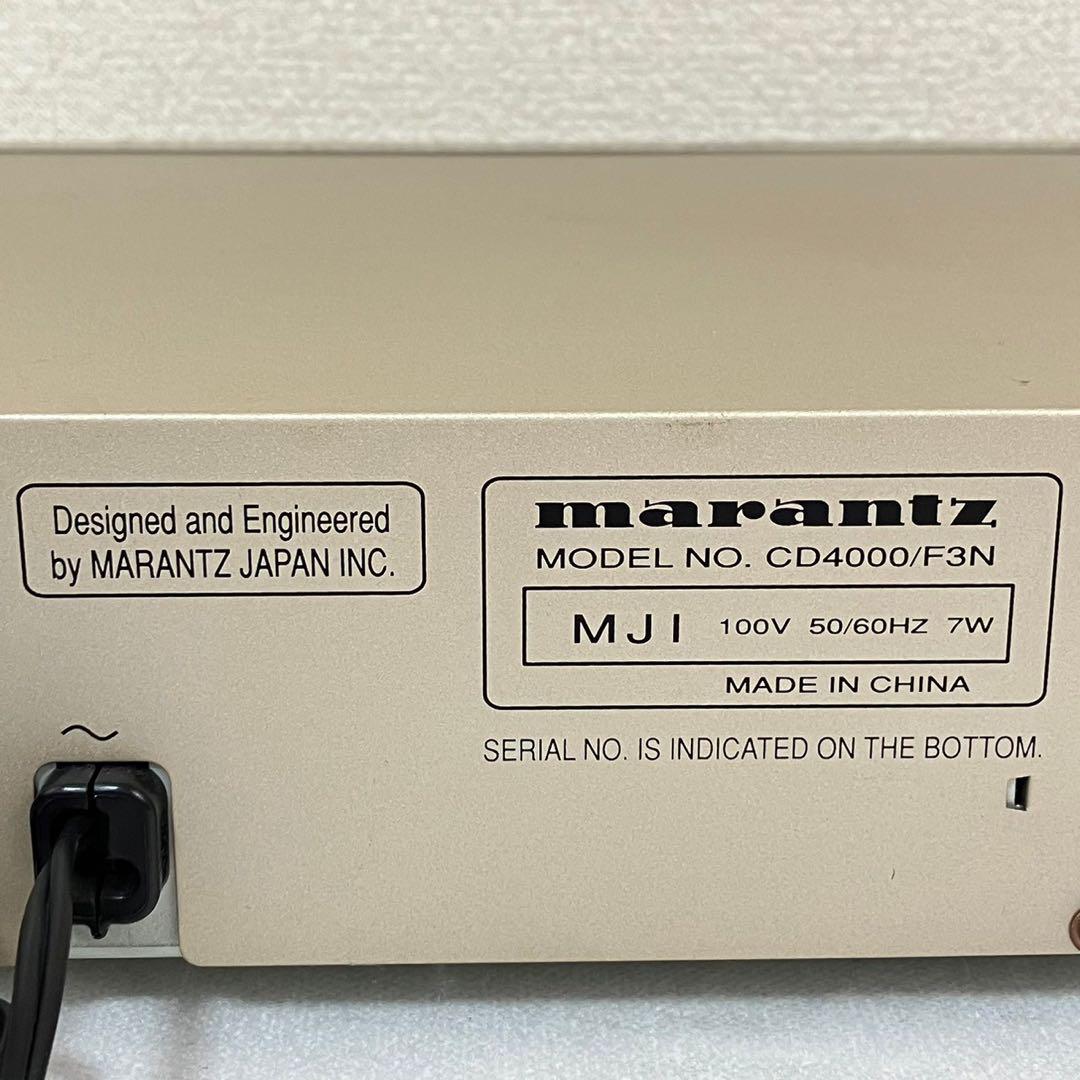 Designed and Engineered
by MARANTZ JAPAN INC.
marantz
MODEL NO. CD4000/F3N
MJI 100V 50/60HZ 7W
MADE IN CHINA
SERIAL NO. IS INDICATED ON THE BOTTOM.
~